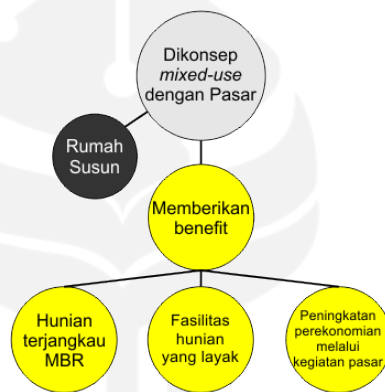 Dikonsep
mixed-use
dengan Pasar
Rumah
Susun
Memberikan
benefit
Hunian
terjangkau
MBR
Fasilitas
hunian
yang layak
Peningkatan
perekonomian
melalui
kegiatan pasar